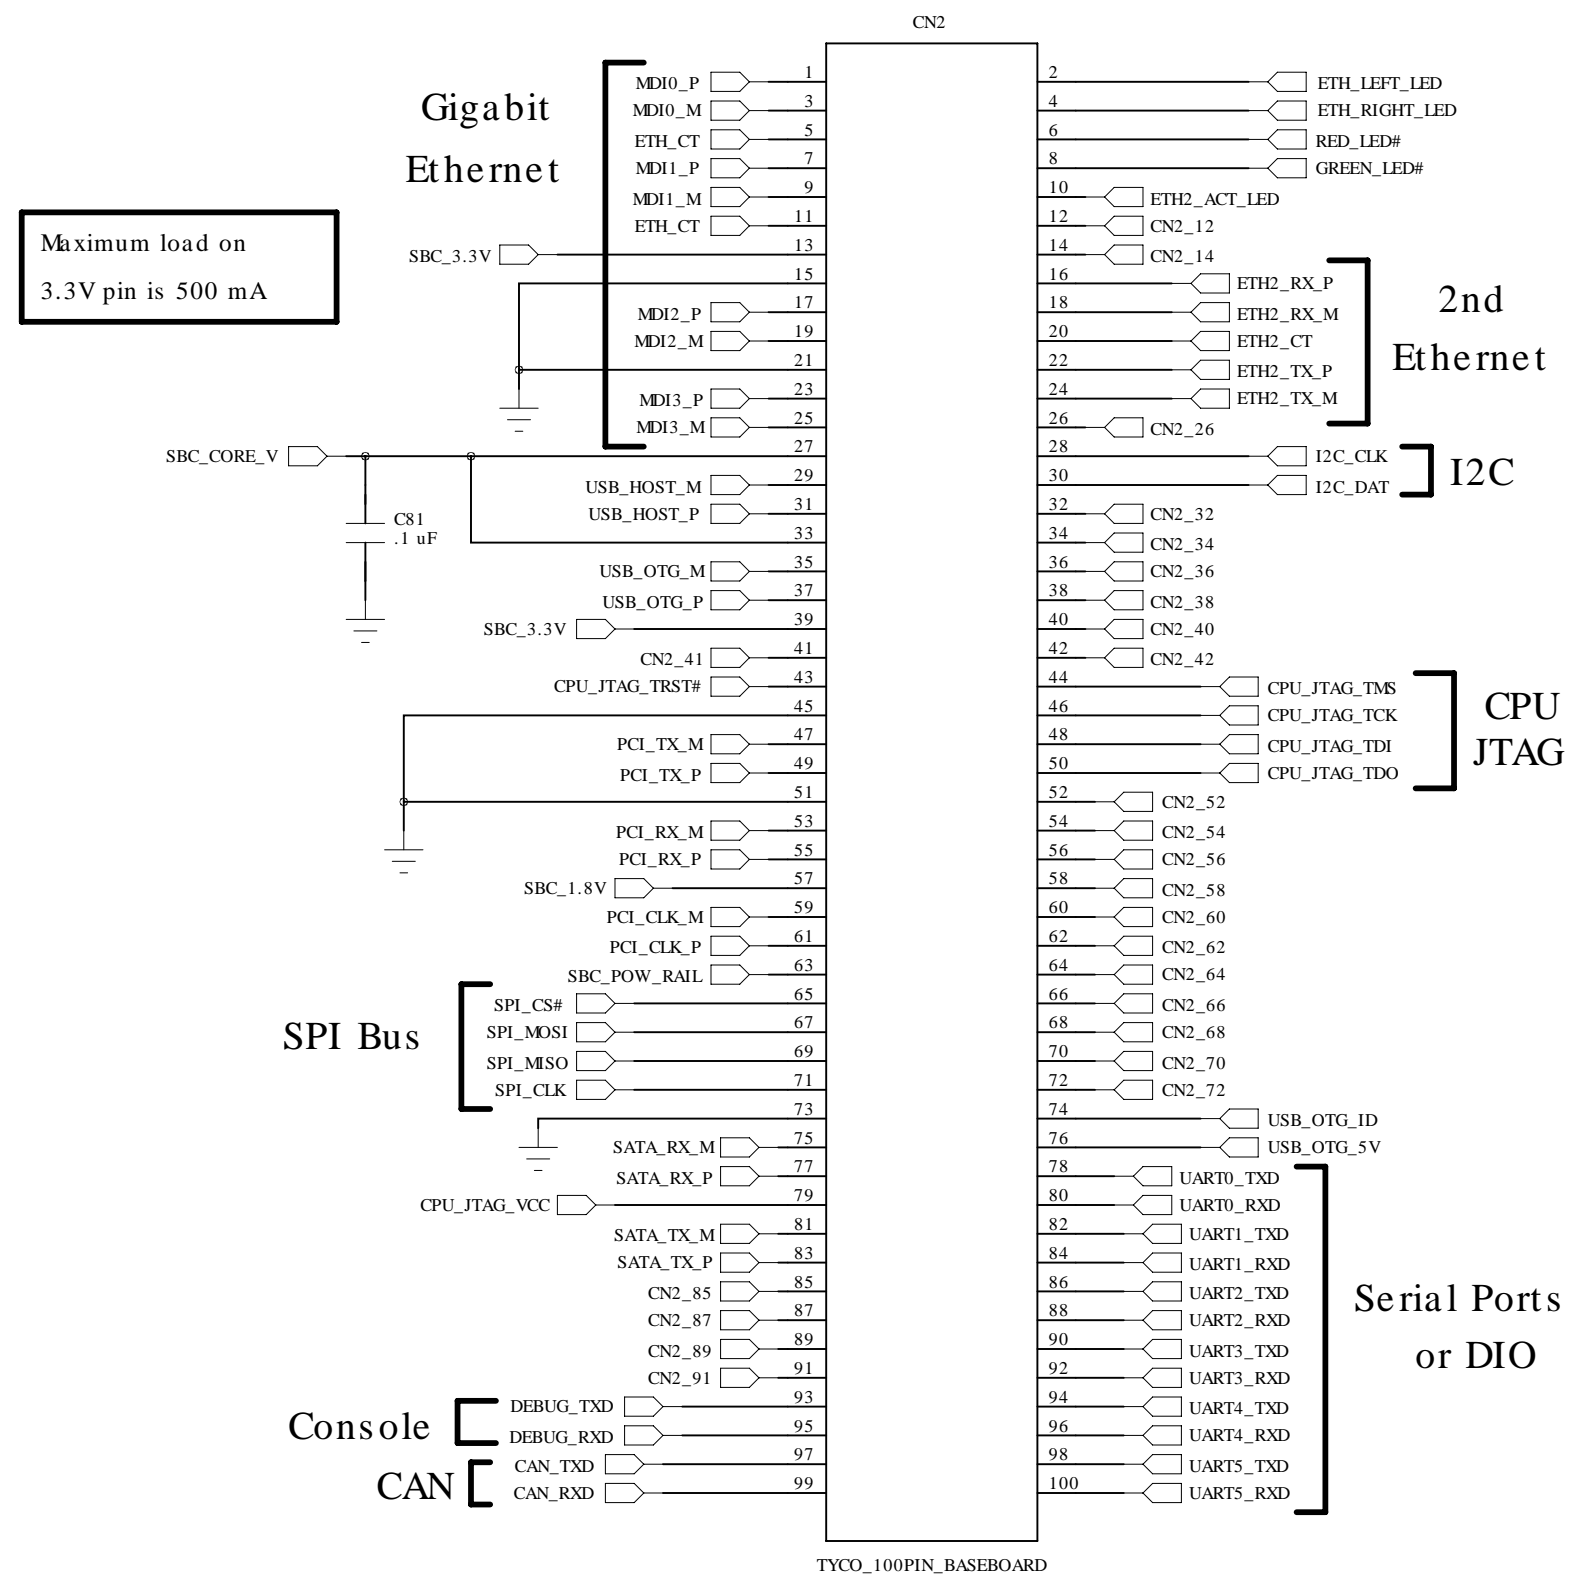 CN2
Gigabit
Ethernet
Maximum load on
3.3V pin is 500 mA
MDI0_P 1
MDI0_M 3
ETH_CT 5
MDI1_P 7
MDI1_M 9
ETH_CT 11
SBC_3.3V 13
15
MDI2_P 17
MDI2_M 19
21
MDI3_P 23
MDI3_M 25
SBC_CORE_V 27
USB_HOST_M 29
USB_HOST_P 31
C81
.1 uF
33
USB_OTG_M 35
USB_OTG_P 37
SBC_3.3V 39
CN2_41 41
CPU_JTAG_TRST# 43
45
PCI_TX_M 47
PCI_TX_P 49
51
PCI_RX_M 53
PCI_RX_P 55
SBC_1.8V 57
PCI_CLK_M 59
PCI_CLK_P 61
SBC_POW_RAIL 63
SPI Bus
SPI_CS# 65
SPI_MOSI 67
SPI_MISO 69
SPI_CLK 71
73
SATA_RX_M 75
SATA_RX_P 77
CPU_JTAG_VCC 79
SATA_TX_M 81
SATA_TX_P 83
CN2_85 85
CN2_87 87
CN2_89 89
CN2_91 91
Console
DEBUG_TXD 93
DEBUG_RXD 95
CAN
CAN_TXD 97
CAN_RXD 99
2 ETH_LEFT_LED
4 ETH_RIGHT_LED
6 RED_LED#
8 GREEN_LED#
10 ETH2_ACT_LED
12 CN2_12
14 CN2_14
16 ETH2_RX_P
18 ETH2_RX_M
20 ETH2_CT
22 ETH2_TX_P
24 ETH2_TX_M
2nd
Ethernet
26 CN2_26
28 I2C_CLK
30 I2C_DAT
I2C
32 CN2_32
34 CN2_34
36 CN2_36
38 CN2_38
40 CN2_40
42 CN2_42
44 CPU_JTAG_TMS
46 CPU_JTAG_TCK
48 CPU_JTAG_TDI
50 CPU_JTAG_TDO
CPU
JTAG
52 CN2_52
54 CN2_54
56 CN2_56
58 CN2_58
60 CN2_60
62 CN2_62
64 CN2_64
66 CN2_66
68 CN2_68
70 CN2_70
72 CN2_72
74 USB_OTG_ID
76 USB_OTG_5V
78 UART0_TXD
80 UART0_RXD
82 UART1_TXD
84 UART1_RXD
86 UART2_TXD
88 UART2_RXD
90 UART3_TXD
92 UART3_RXD
94 UART4_TXD
96 UART4_RXD
98 UART5_TXD
100 UART5_RXD
Serial Ports
or DIO
TYCO_100PIN_BASEBOARD